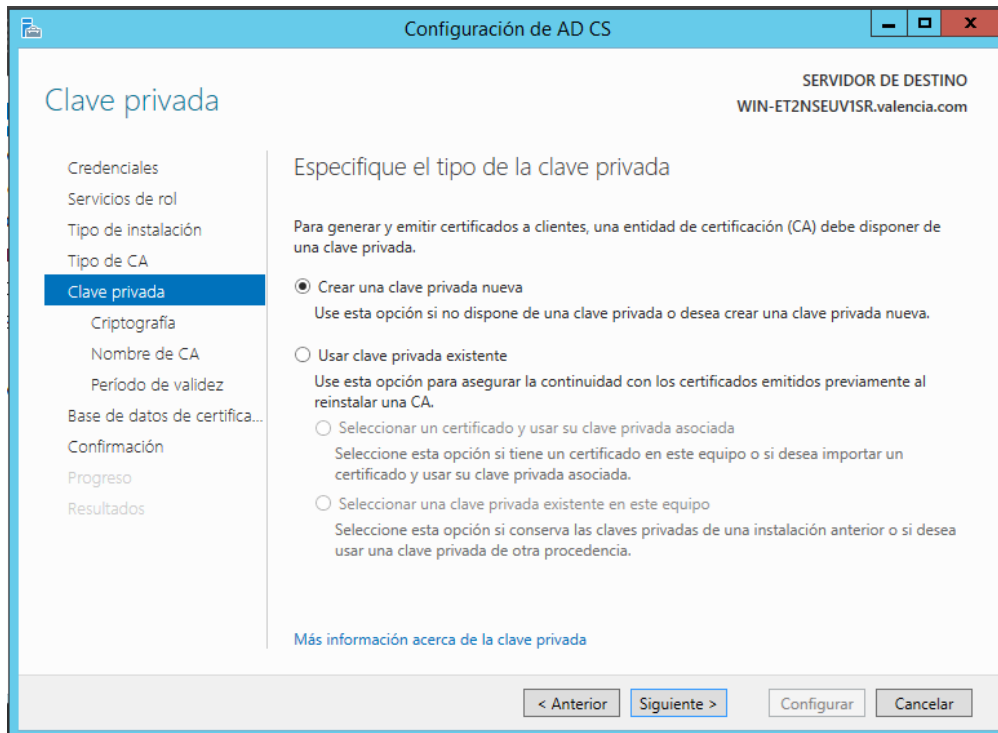 Configuración de AD CS
Clave privada
SERVIDOR DE DESTINO
WIN-ET2NSEUV1SR.valencia.com
Credenciales
Servicios de rol
Tipo de instalación
Tipo de CA
Clave privada
Criptografía
Nombre de CA
Período de validez
Base de datos de certifica...
Confirmación
Progreso
Resultados
Especifique el tipo de la clave privada
Para generar y emitir certificados a clientes, una entidad de certificación (CA) debe disponer de
una clave privada.
Crear una clave privada nueva
Use esta opción si no dispone de una clave privada o desea crear una clave privada nueva.
Usar clave privada existente
Use esta opción para asegurar la continuidad con los certificados emitidos previamente al
reinstalar una CA.
Seleccionar un certificado y usar su clave privada asociada
Seleccione esta opción si tiene un certificado en este equipo o si desea importar un
certificado y usar su clave privada asociada.
Seleccionar una clave privada existente en este equipo
Seleccione esta opción si conserva las claves privadas de una instalación anterior o si desea
usar una clave privada de otra procedencia.
Más información acerca de la clave privada
< Anterior
Siguiente >
Configurar
Cancelar